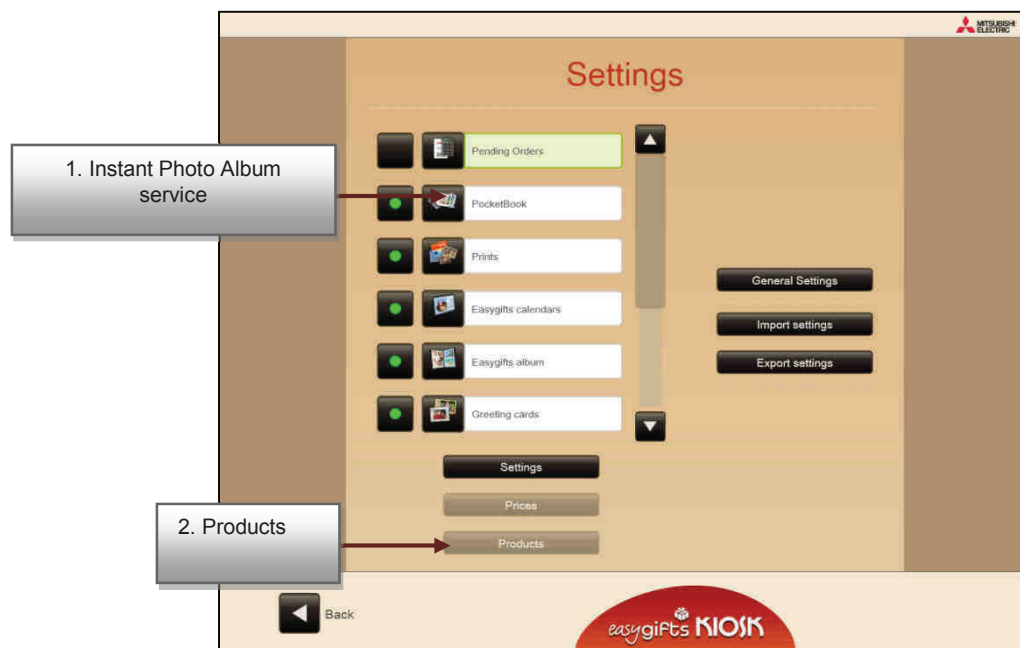 MITSUBISHI
ELECTRIC
Settings
Pending Orders
1. Instant Photo Album
service
PocketBook
Prints
General Settings
Easygifts calendars
Import settings
Easygifts album
Export settings
Greeting cards
Settings
Prices
2. Products
Products
Back
easygifts KIOSK